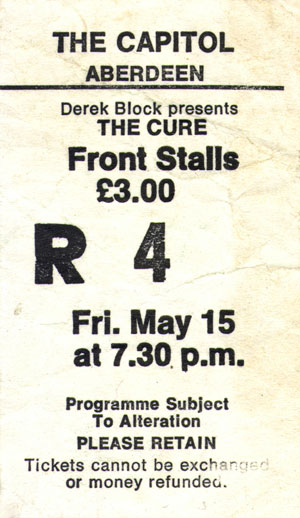 THE CAPITOL
ABERDEEN
Derek Block presents
THE CURE
Front Stalls
£3.00
R 4
Fri. May 15
at 7.30 p.m.
Programme Subject
To Alteration
PLEASE RETAIN
Tickets cannot be exchanged
or money refunded.